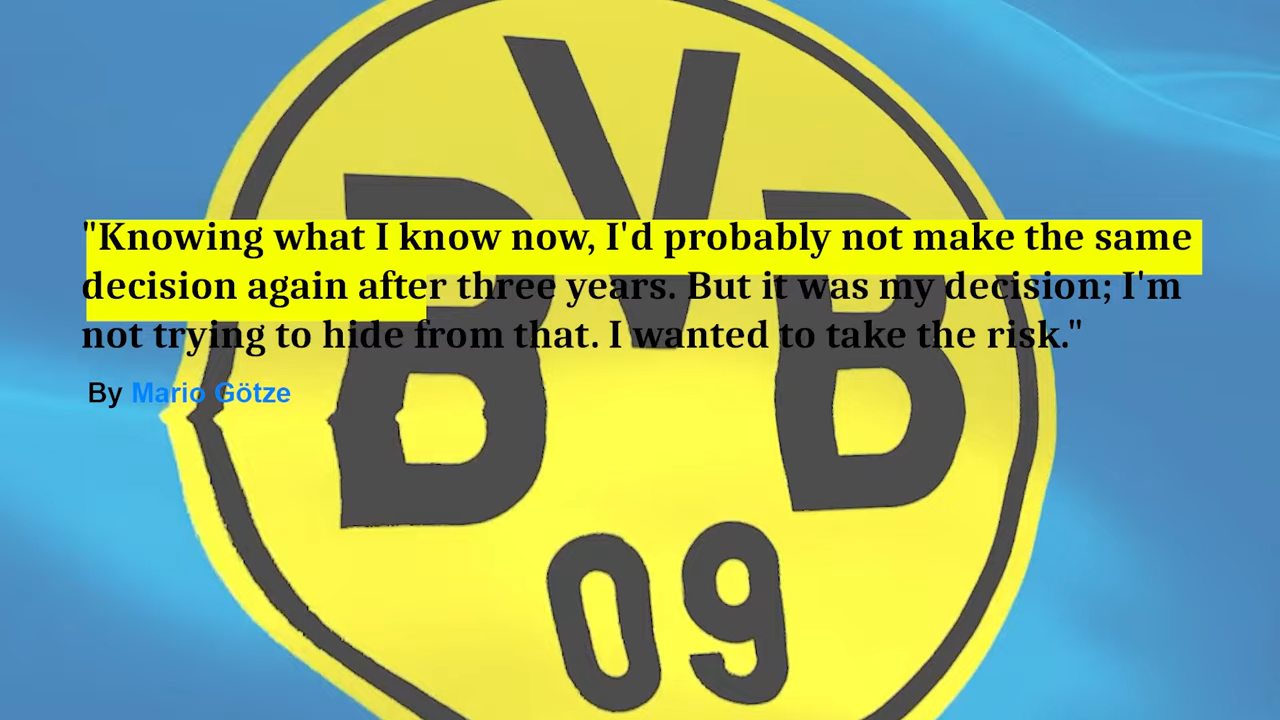 "Knowing what I know now, I'd probably not make the same
decision again after three years. But it was my decision; I'm
not trying to hide from that. I wanted to take the risk."
By Mario Götze
BVB
09